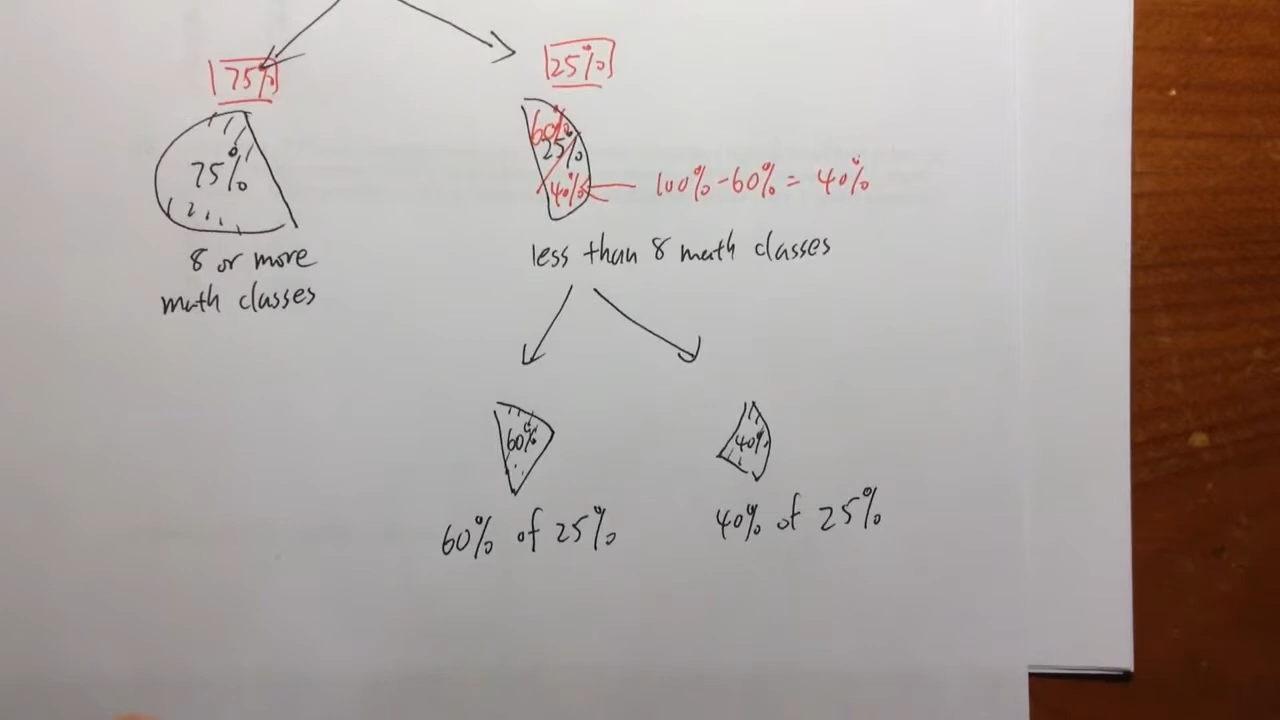 75%
25%
75%
60%
25%
40%
100% - 60% = 40%
8 or more
math classes
less than 8 math classes
60%
40%
60% of 25%
40% of 25%